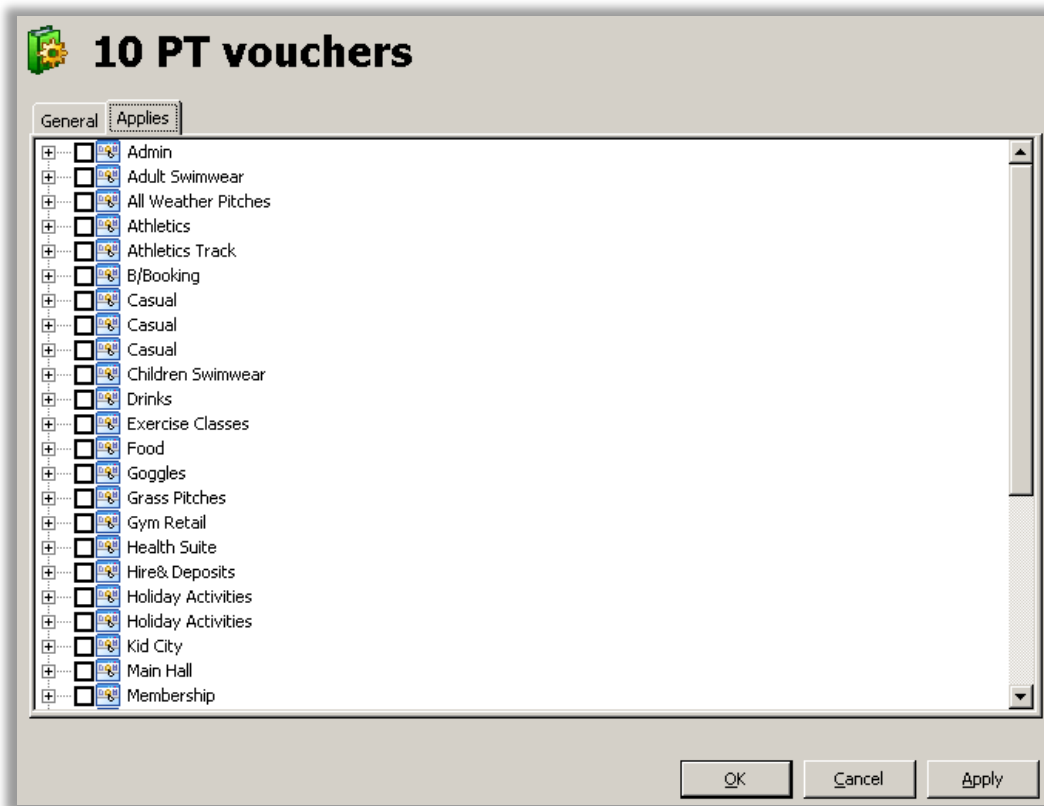 10 PT vouchers
General Applies
Admin
Adult Swimwear
All Weather Pitches
Athletics
Athletics Track
B/Booking
Casual
Casual
Casual
Children Swimwear
Drinks
Exercise Classes
Food
Goggles
Grass Pitches
Gym Retail
Health Suite
Hire& Deposits
Holiday Activities
Holiday Activities
Kid City
Main Hall
Membership
OK Cancel Apply